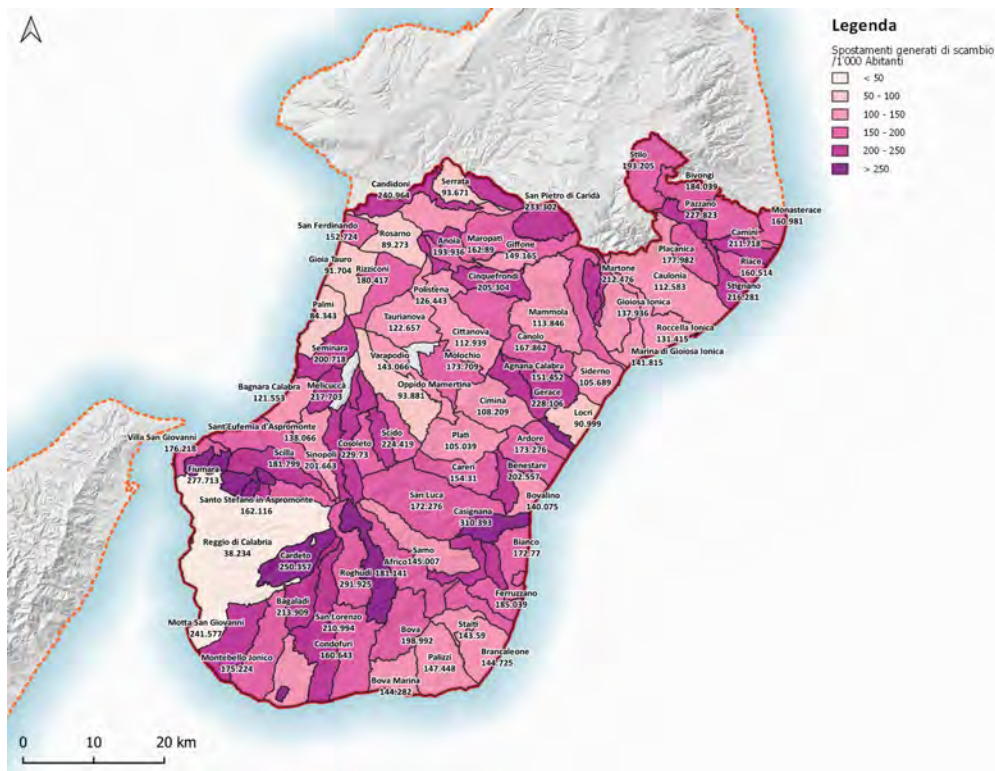 Legenda
Spostamenti generati di scambio
/1'000 Abitanti
< 50
50 - 100
100 - 150
150 - 200
200 - 250
> 250
Stilo
193.205
Bivongi
184.039
Pazzano
227.823
Monasterace
160.981
Camini
211.718
Riace
160.514
Stignano
216.281
Placanica
177.982
Caulonia
112.583
Candidoni
240.964
Serrata
93.671
San Pietro di Caridà
233.302
San Ferdinando
152.724
Rosarno
89.273
Anoia
193.936
Maropati
162.89
Giffone
149.165
Gioia Tauro
91.704
Rizziconi
180.417
Cinquefrondi
205.304
Martone
212.476
Polistena
126.443
Gioiosa Ionica
137.936
Palmi
84.343
Taurianova
122.657
Mammola
113.846
Roccella Ionica
131.415
Cittanova
112.939
Canolo
167.862
Marina di Gioiosa Ionica
141.815
Seminara
200.718
Varapodio
143.066
Molochio
173.709
Agnana Calabra
151.452
Siderno
105.689
Bagnara Calabra
121.553
Melicuccà
217.703
Oppido Mamertina
93.881
Gerace
228.106
Ciminà
108.209
Locri
90.999
Sant'Eufemia d'Aspromonte
138.066
Villa San Giovanni
176.218
Scilla
181.799
Sinopoli
201.663
Cosoleto
229.73
Scido
224.419
Platì
105.039
Ardore
173.276
Fiumara
277.713
Careri
154.31
Benestare
202.557
Santo Stefano in Aspromonte
162.116
San Luca
172.276
Casignana
310.393
Bovalino
140.075
Reggio di Calabria
38.234
Cardeto
250.357
Samo
145.007
Africo
181.141
Bianco
172.77
Roghudi
291.925
Ferruzzano
185.039
Bagaladi
213.909
San Lorenzo
210.994
Motta San Giovanni
241.577
Bova
198.992
Staiti
143.59
Condofuri
160.643
Montebello Jonico
175.224
Palizzi
147.448
Brancaleone
144.725
Bova Marina
144.282
0 10 20 km